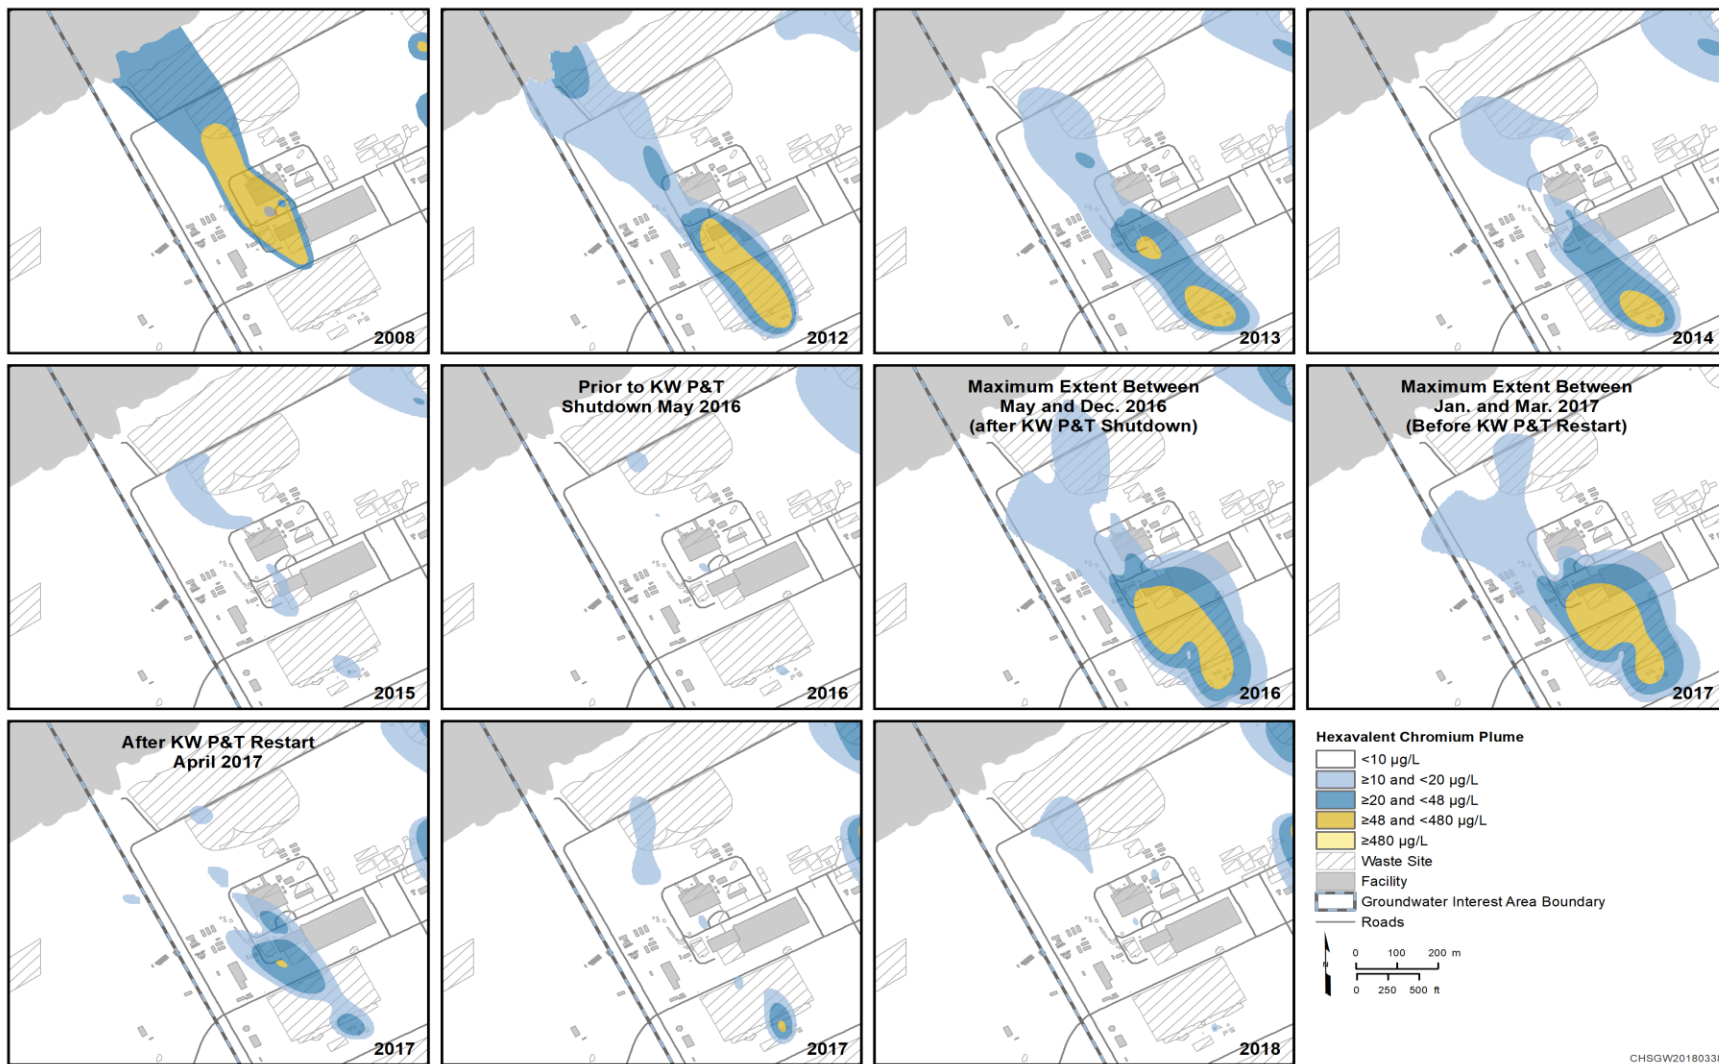 2008
2012
2013
2014
2015
Prior to KW P&T
Shutdown May 2016
2016
Maximum Extent Between
May and Dec. 2016
(after KW P&T Shutdown)
2016
Maximum Extent Between
Jan. and Mar. 2017
(Before KW P&T Restart)
2017
After KW P&T Restart
April 2017
2017
2017
2018
Hexavalent Chromium Plume
<10 µg/L
≥10 and <20 µg/L
≥20 and <48 µg/L
≥48 and <480 µg/L
≥480 µg/L
Waste Site
Facility
Groundwater Interest Area Boundary
Roads
N
0 100 200 m
0 250 500 ft